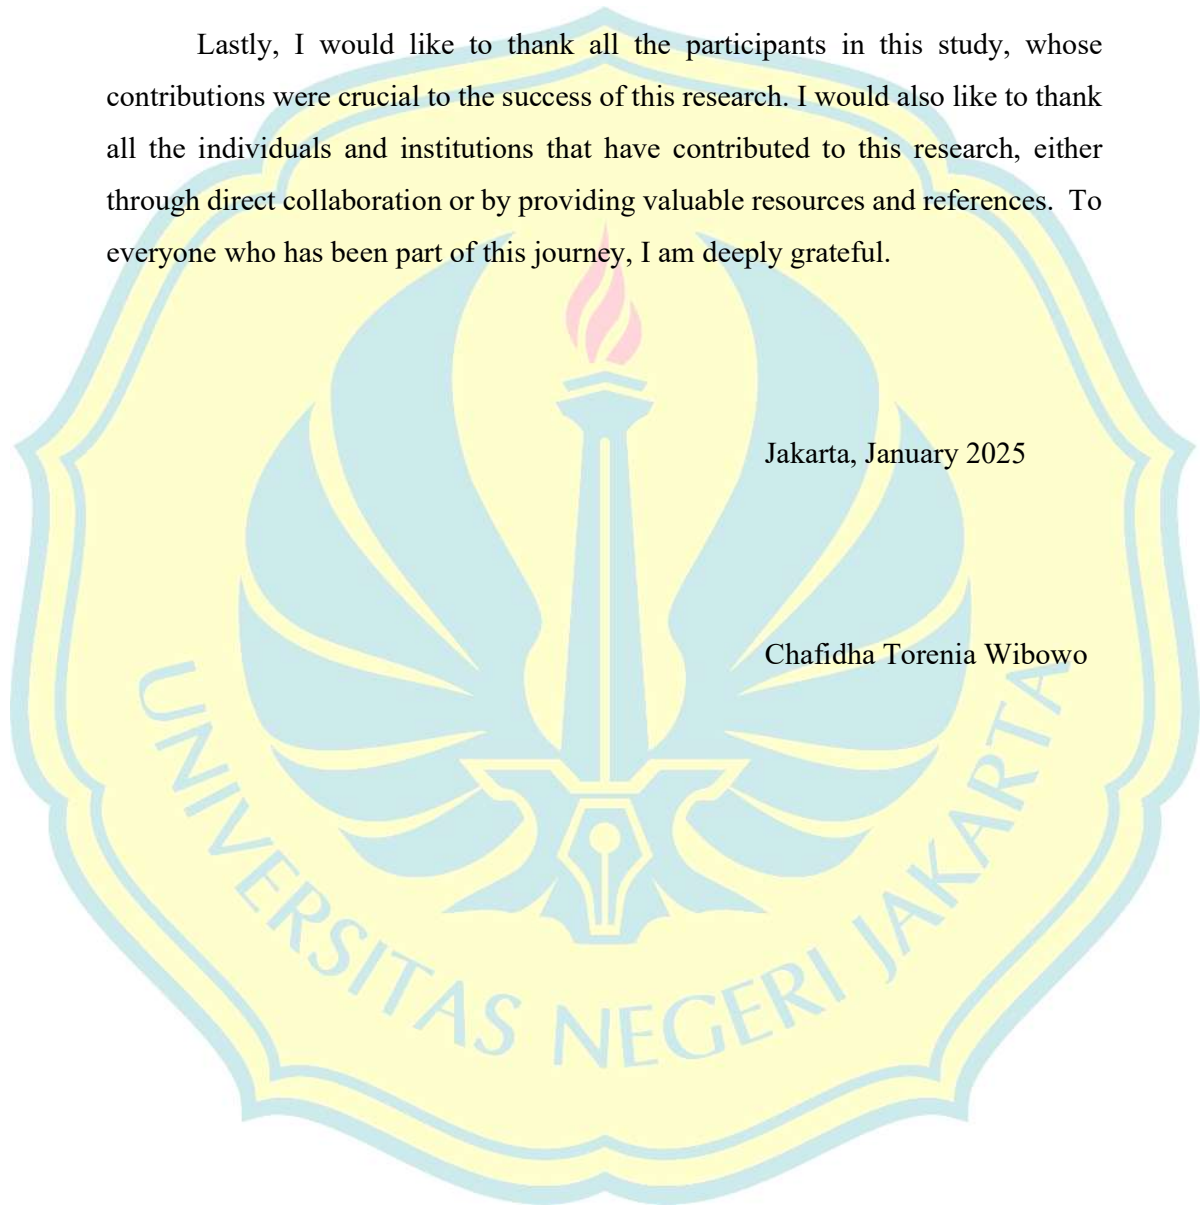 Lastly, I would like to thank all the participants in this study, whose
contributions were crucial to the success of this research. I would also like to thank
all the individuals and institutions that have contributed to this research, either
through direct collaboration or by providing valuable resources and references.  To
everyone who has been part of this journey, I am deeply grateful.
Jakarta, January 2025
Chafidha Torenia Wibowo
UNIVERSITAS NEGERI JAKARTA